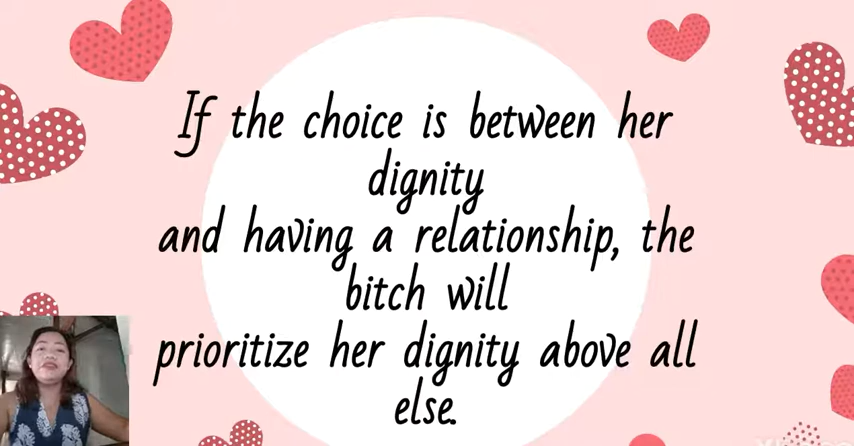 If the choice is between her
dignity
and having a relationship, the
bitch will
prioritize her dignity above all
else.